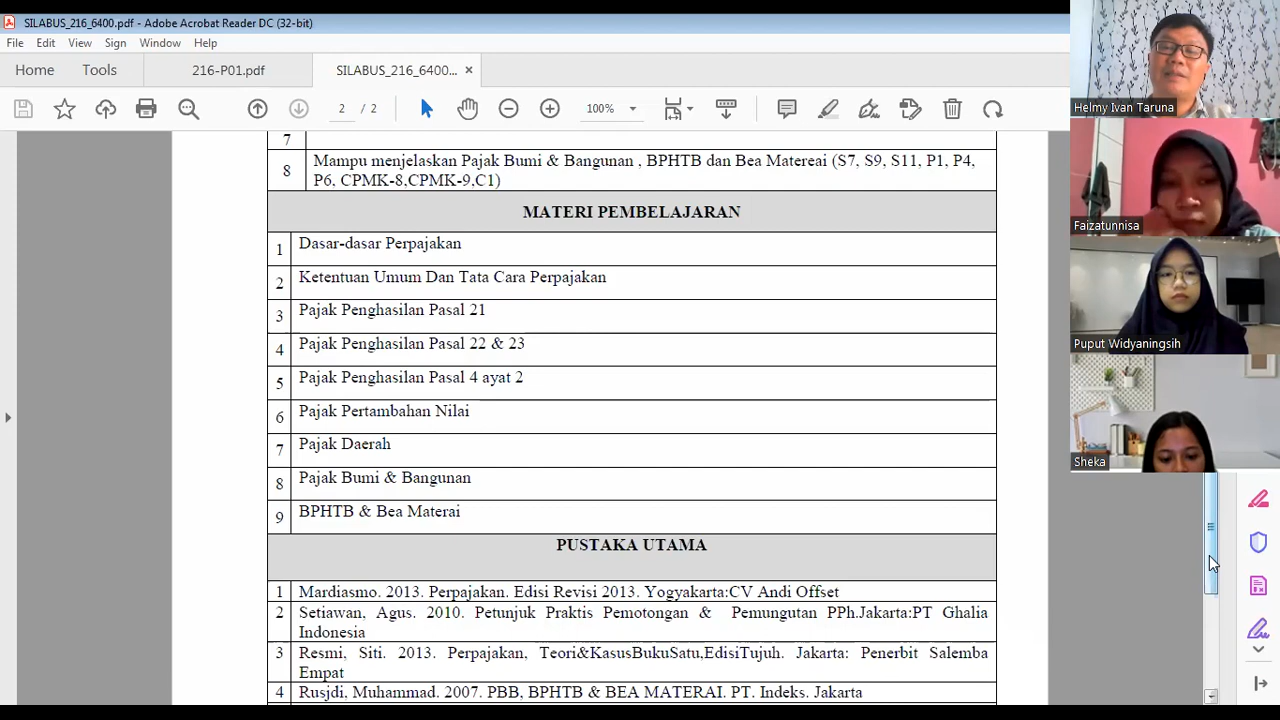 SILABUS_216_6400.pdf - Adobe Acrobat Reader DC (32-bit)
File Edit View Sign Window Help
Home Tools 216-P01.pdf SILABUS_216_6400... ×
2 / 2 100%
7
8 Mampu menjelaskan Pajak Bumi & Bangunan , BPHTB dan Bea Matereai (S7, S9, S11, P1, P4,
P6, CPMK-8,CPMK-9,C1)
MATERI PEMBELAJARAN
1 Dasar-dasar Perpajakan
2 Ketentuan Umum Dan Tata Cara Perpajakan
3 Pajak Penghasilan Pasal 21
4 Pajak Penghasilan Pasal 22 & 23
5 Pajak Penghasilan Pasal 4 ayat 2
6 Pajak Pertambahan Nilai
7 Pajak Daerah
8 Pajak Bumi & Bangunan
9 BPHTB & Bea Materai
PUSTAKA UTAMA
1 Mardiasmo. 2013. Perpajakan. Edisi Revisi 2013. Yogyakarta:CV Andi Offset
2 Setiawan, Agus. 2010. Petunjuk Praktis Pemotongan & Pemungutan PPh.Jakarta:PT Ghalia
Indonesia
3 Resmi, Siti. 2013. Perpajakan, Teori&KasusBukuSatu,EdisiTujuh. Jakarta: Penerbit Salemba
Empat
4 Rusjdi, Muhammad. 2007. PBB, BPHTB & BEA MATERAI. PT. Indeks. Jakarta
Helmy Ivan Taruna
Faizatunnisa
Puput Widyaningsih
Sheka